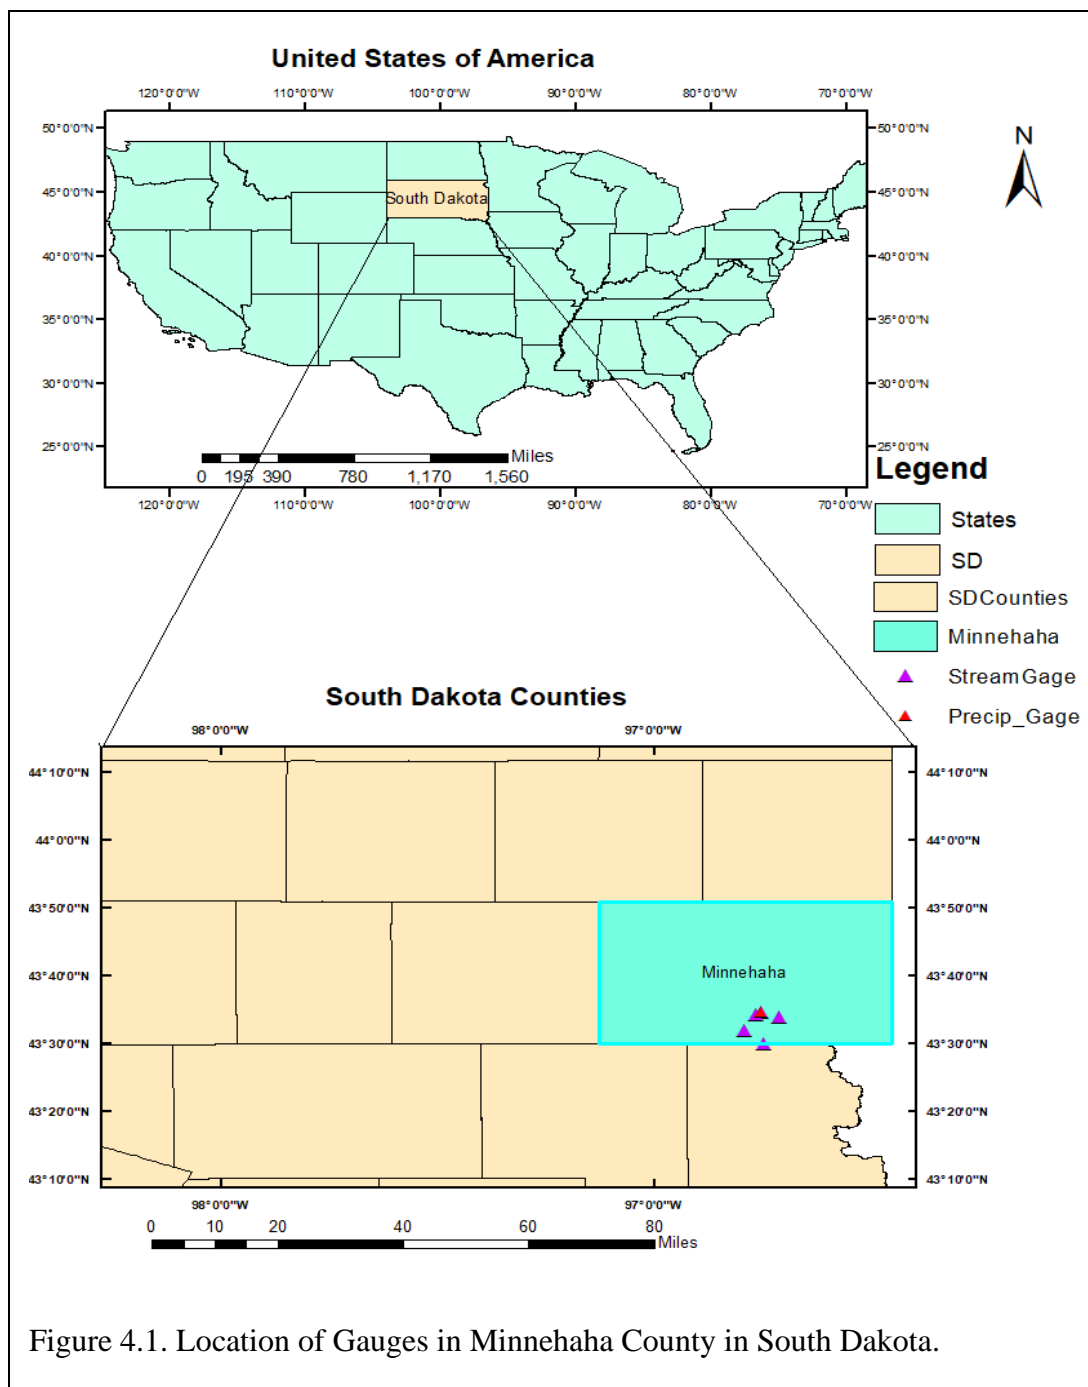 United States of America
120°0'0"W 110°0'0"W 100°0'0"W 90°0'0"W 80°0'0"W 70°0'0"W
50°0'0"N 50°0'0"N
N
45°0'0"N South Dakota 45°0'0"N
40°0'0"N 40°0'0"N
35°0'0"N 35°0'0"N
30°0'0"N 30°0'0"N
25°0'0"N 25°0'0"N
Miles
0 195 390 780 1,170 1,560
120°0'0"W 110°0'0"W 100°0'0"W 90°0'0"W 80°0'0"W 70°0'0"W
Legend
States
SD
SDCounties
Minnehaha
StreamGage
Precip_Gage
South Dakota Counties
98°0'0"W 97°0'0"W
44°10'0"N 44°10'0"N
44°0'0"N 44°0'0"N
43°50'0"N 43°50'0"N
43°40'0"N Minnehaha 43°40'0"N
43°30'0"N 43°30'0"N
43°20'0"N 43°20'0"N
43°10'0"N 43°10'0"N
98°0'0"W 97°0'0"W
0 10 20 40 60 80
Miles
Figure 4.1. Location of Gauges in Minnehaha County in South Dakota.